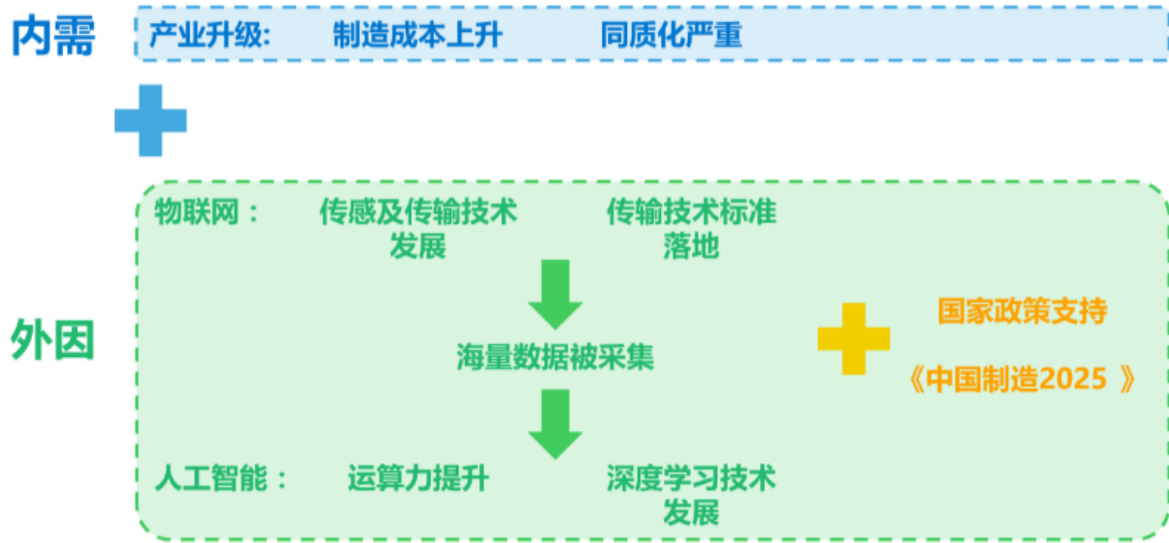 内需
产业升级: 制造成本上升 同质化严重
外因
物联网： 传感及传输技术 传输技术标准
发展 落地
海量数据被采集
国家政策支持
《中国制造2025 》
人工智能： 运算力提升 深度学习技术
发展